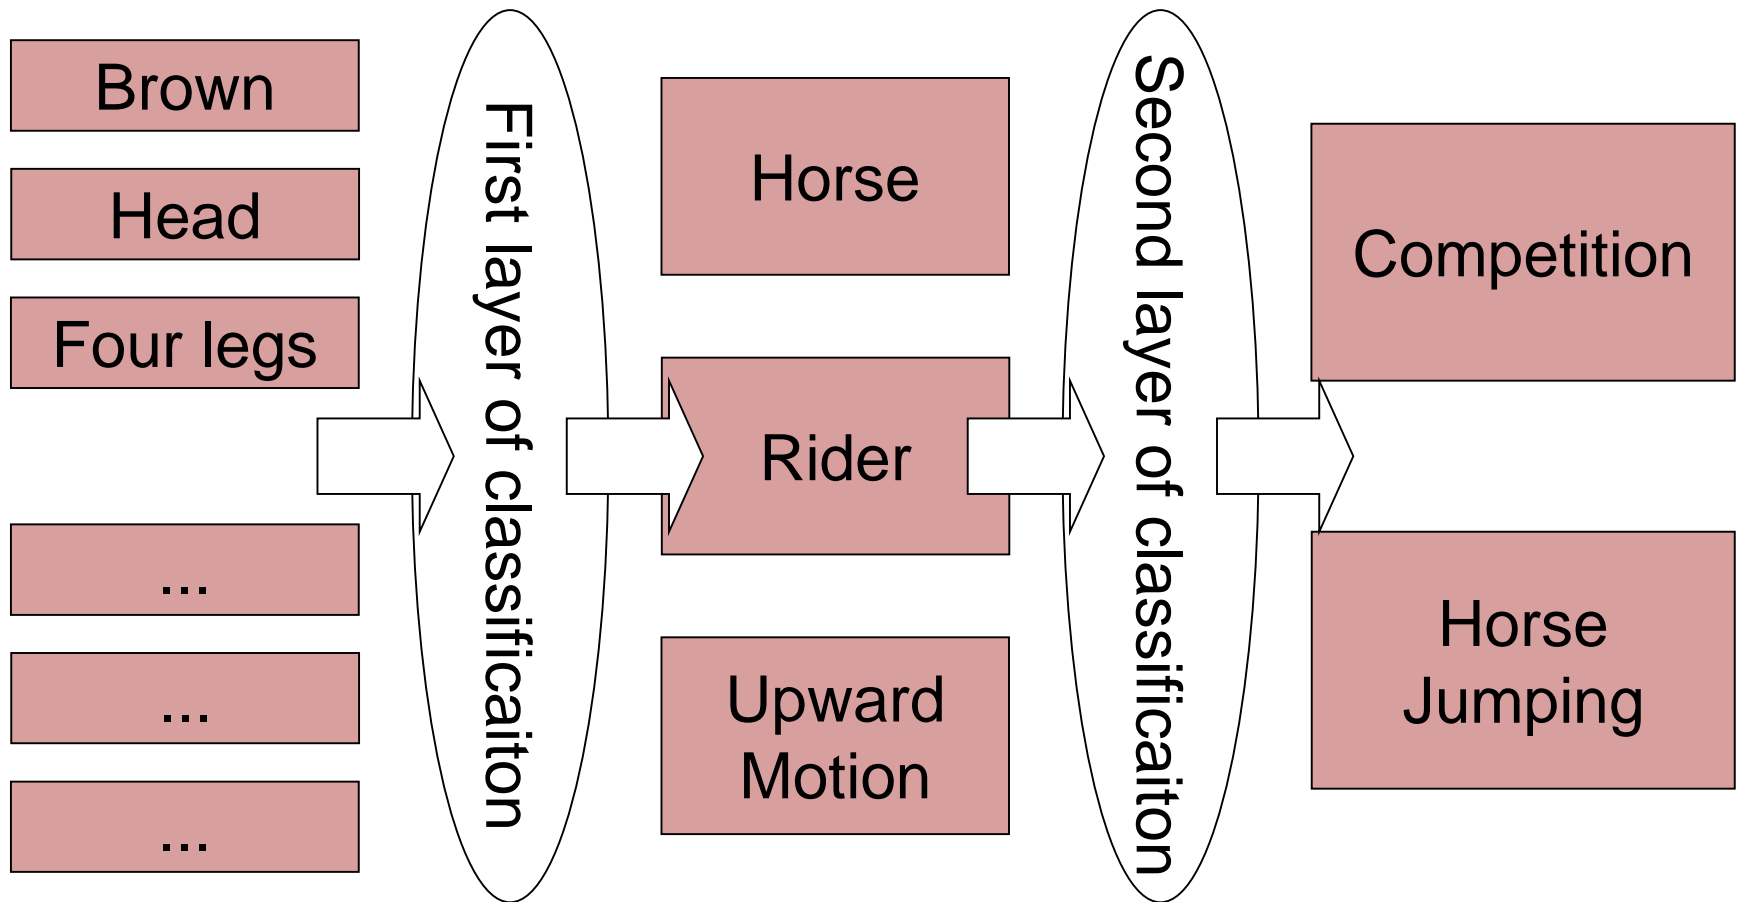 Brown
Head
Four legs
...
...
...
First layer of classificaiton
Horse
Rider
Upward
Motion
Second layer of classificaiton
Competition
Horse
Jumping